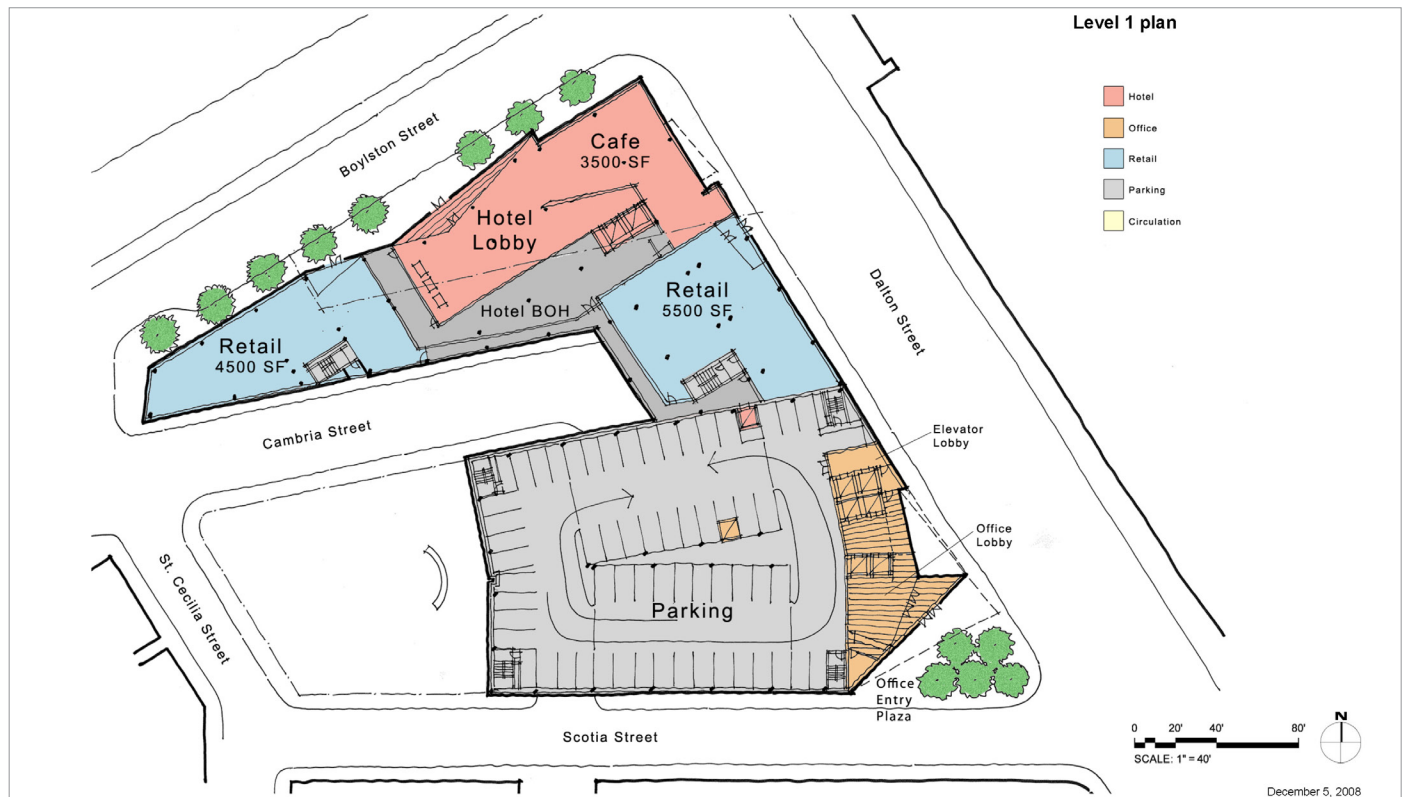 Level 1 plan
Hotel
Office
Retail
Parking
Circulation
Boylston Street
Cafe
3500 SF
Hotel
Lobby
Retail
5500 SF
Hotel BOH
Retail
4500 SF
Dalton Street
Cambria Street
Elevator
Lobby
Office
Lobby
St. Cecilia Street
Parking
Office
Entry
Plaza
Scotia Street
N
0 20' 40' 80'
SCALE: 1" = 40'
December 5, 2008